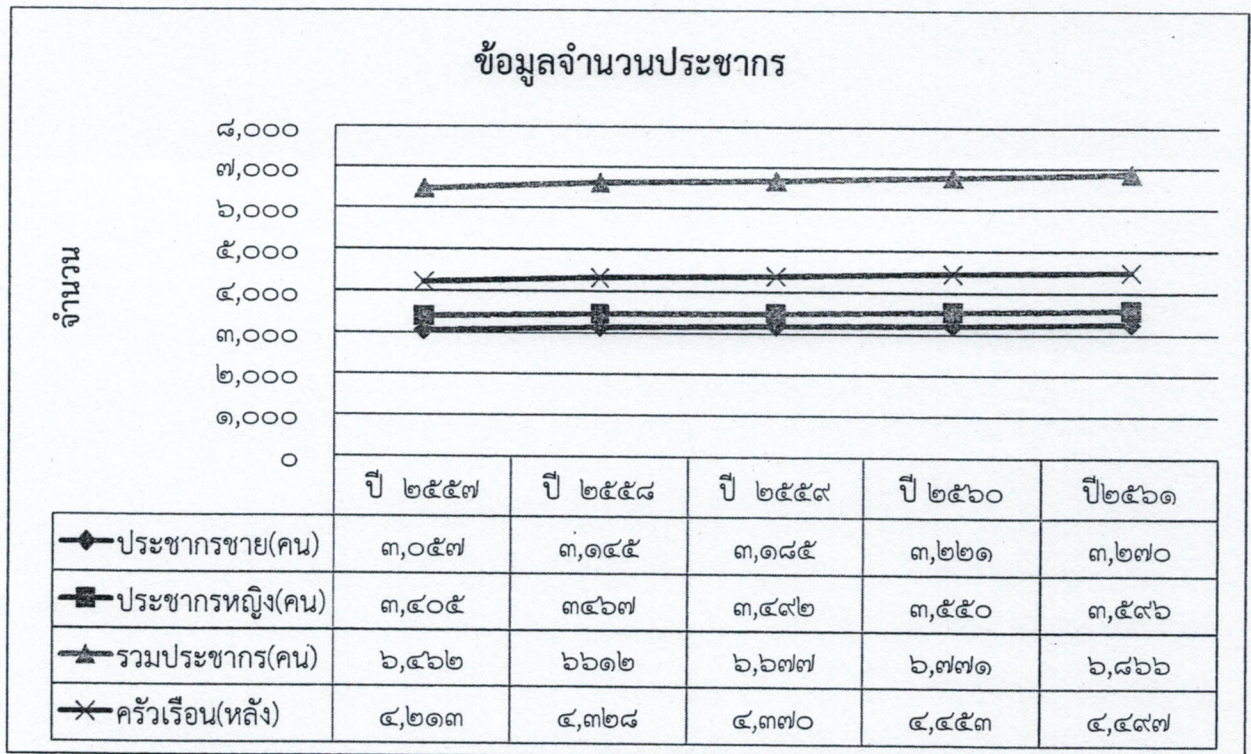 ข้อมูลจำนวนประชากร
จำนวน
๘,๐๐๐
๗,๐๐๐
๖,๐๐๐
๕,๐๐๐
๔,๐๐๐
๓,๐๐๐
๒,๐๐๐
๑,๐๐๐
๐
ปี ๒๕๕๗ ปี ๒๕๕๘ ปี ๒๕๕๙ ปี ๒๕๖๐ ปี๒๕๖๑
ประชากรชาย(คน) ๓,๐๕๗ ๓,๑๔๕ ๓,๑๘๕ ๓,๒๒๑ ๓,๒๗๐
ประชากรหญิง(คน) ๓,๔๐๕ ๓๔๖๗ ๓,๔๙๒ ๓,๕๕๐ ๓,๕๙๖
รวมประชากร(คน) ๖,๔๖๒ ๖๖๑๒ ๖,๖๗๗ ๖,๗๗๑ ๖,๘๖๖
ครัวเรือน(หลัง) ๔,๒๑๓ ๔,๓๒๘ ๔,๓๗๐ ๔,๔๕๓ ๔,๔๙๗